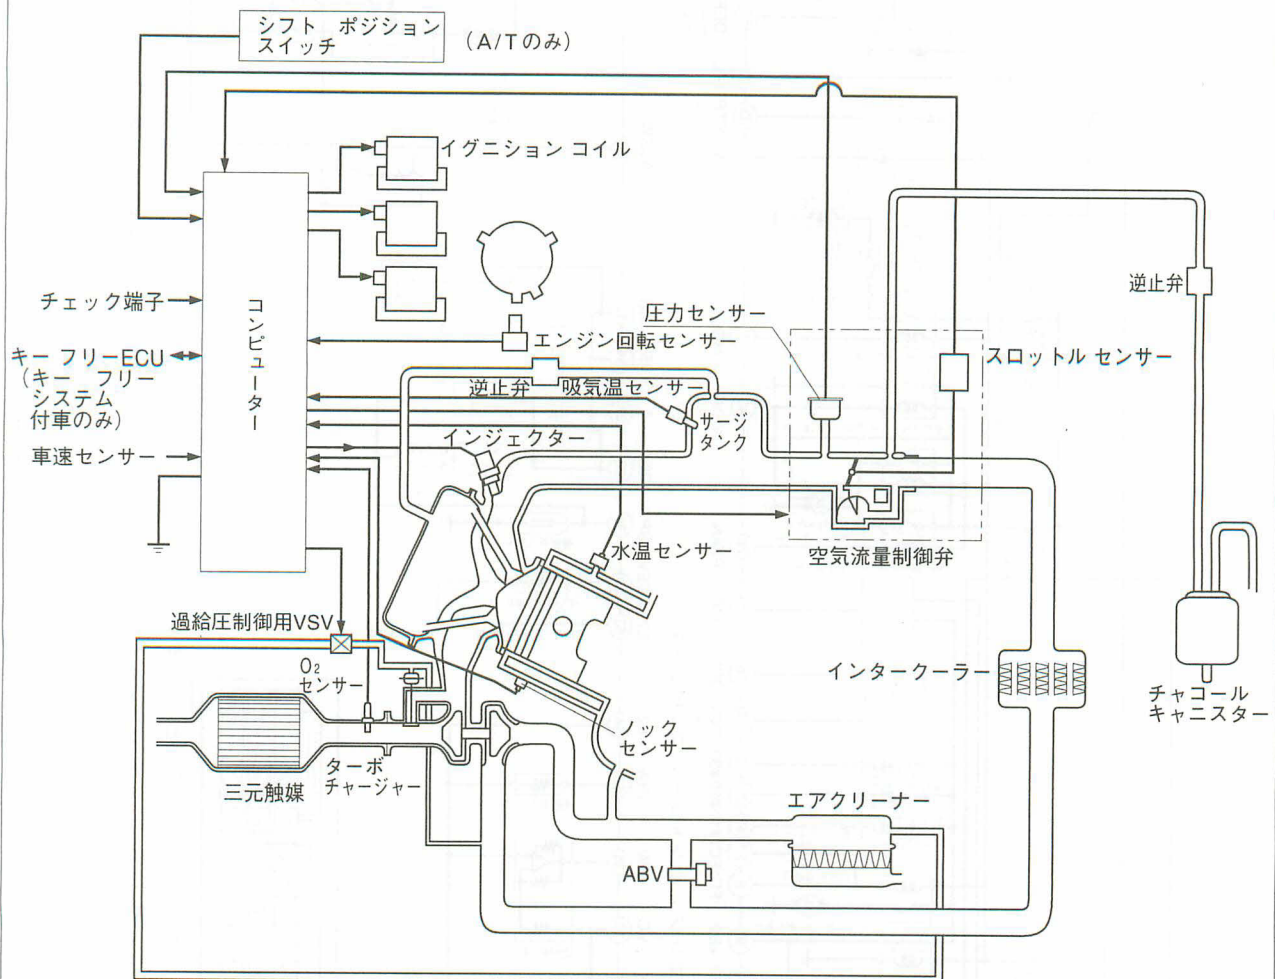 シフト ポジション
スイッチ
(A/Tのみ)
イグニション コイル
コンピューター
チェック端子
キー フリーECU
(キー フリー
システム
付車のみ)
車速センサー
圧力センサー
エンジン回転センサー
逆止弁
スロットル センサー
逆止弁
吸気温センサー
サージ
タンク
インジェクター
水温センサー
空気流量制御弁
過給圧制御用VSV
O₂
センサー
インタークーラー
チャコール
キャニスター
ノック
センサー
ターボ
チャージャー
三元触媒
エアクリーナー
ABV